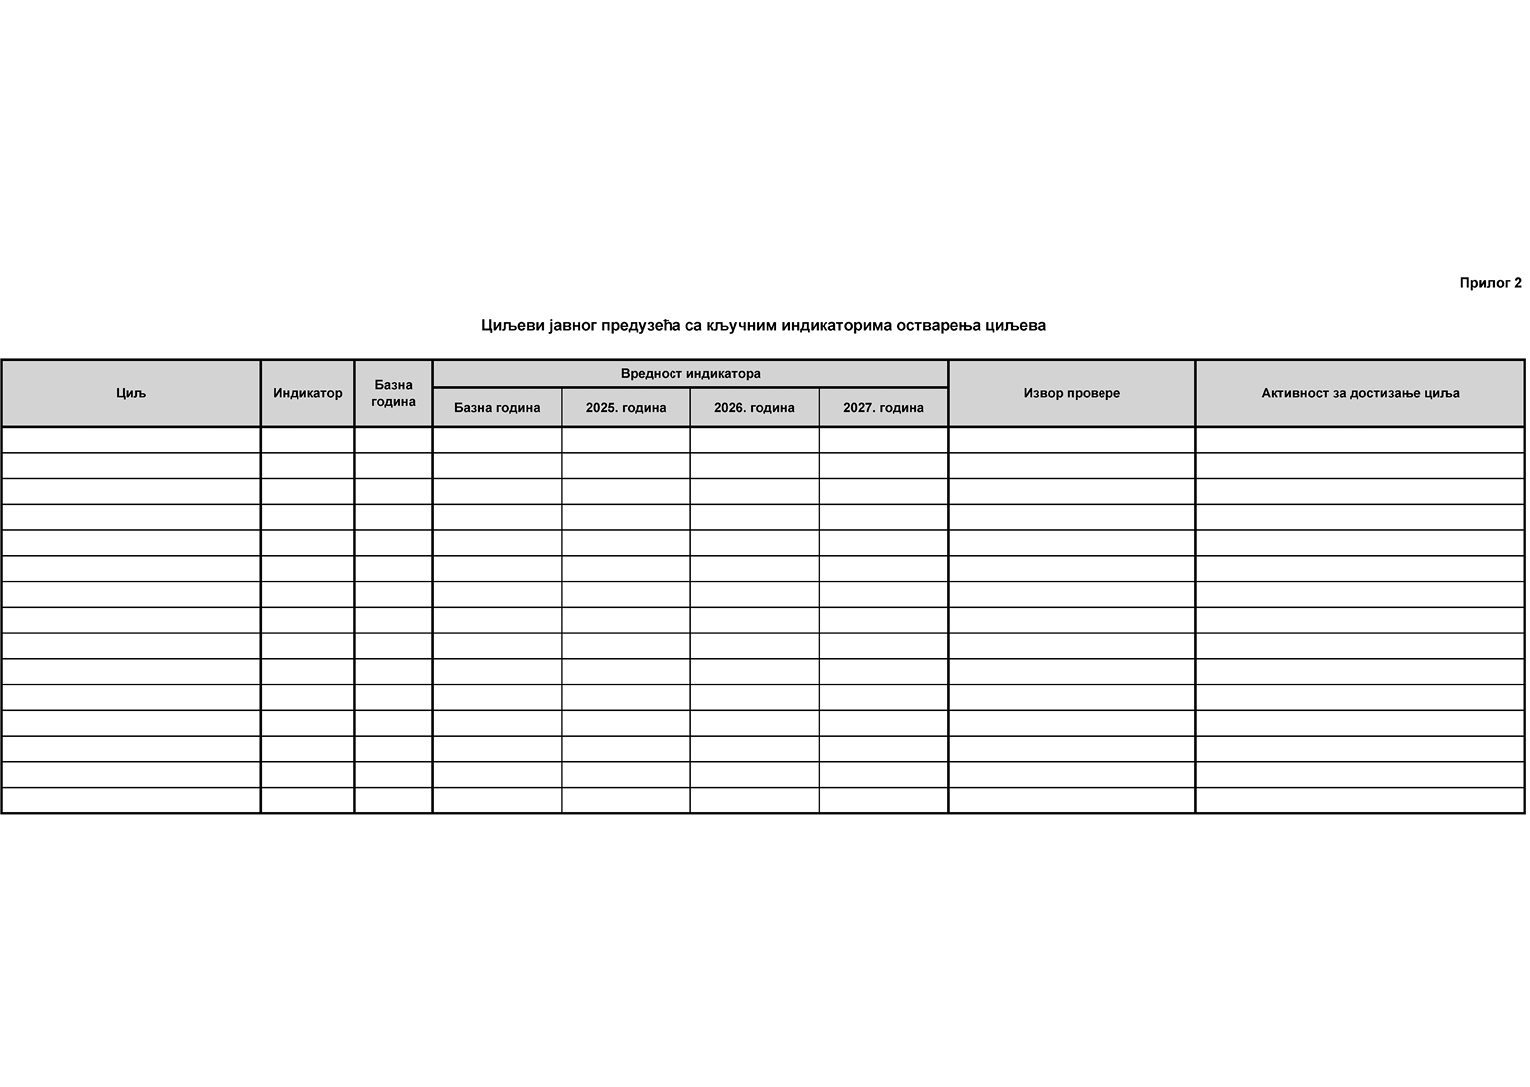 Прилог 2
Циљеви јавног предузећа са кључним индикаторима остварења циљева
Циљ
Индикатор
Базна
година
Вредност индикатора
Базна година
2025. година
2026. година
2027. година
Извор провере
Активност за достизање циља